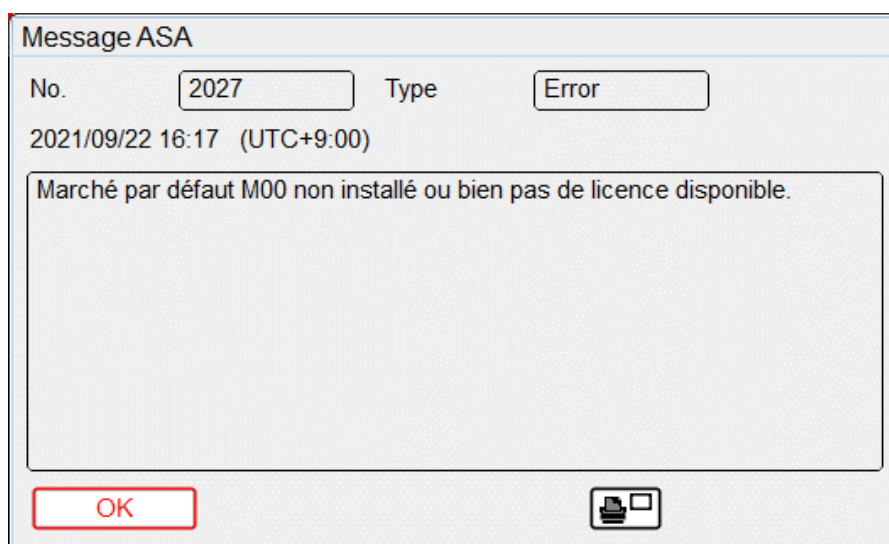 Message ASA
No. 2027 Type Error
2021/09/22 16:17 (UTC+9:00)
Marché par défaut M00 non installé ou bien pas de licence disponible.
OK